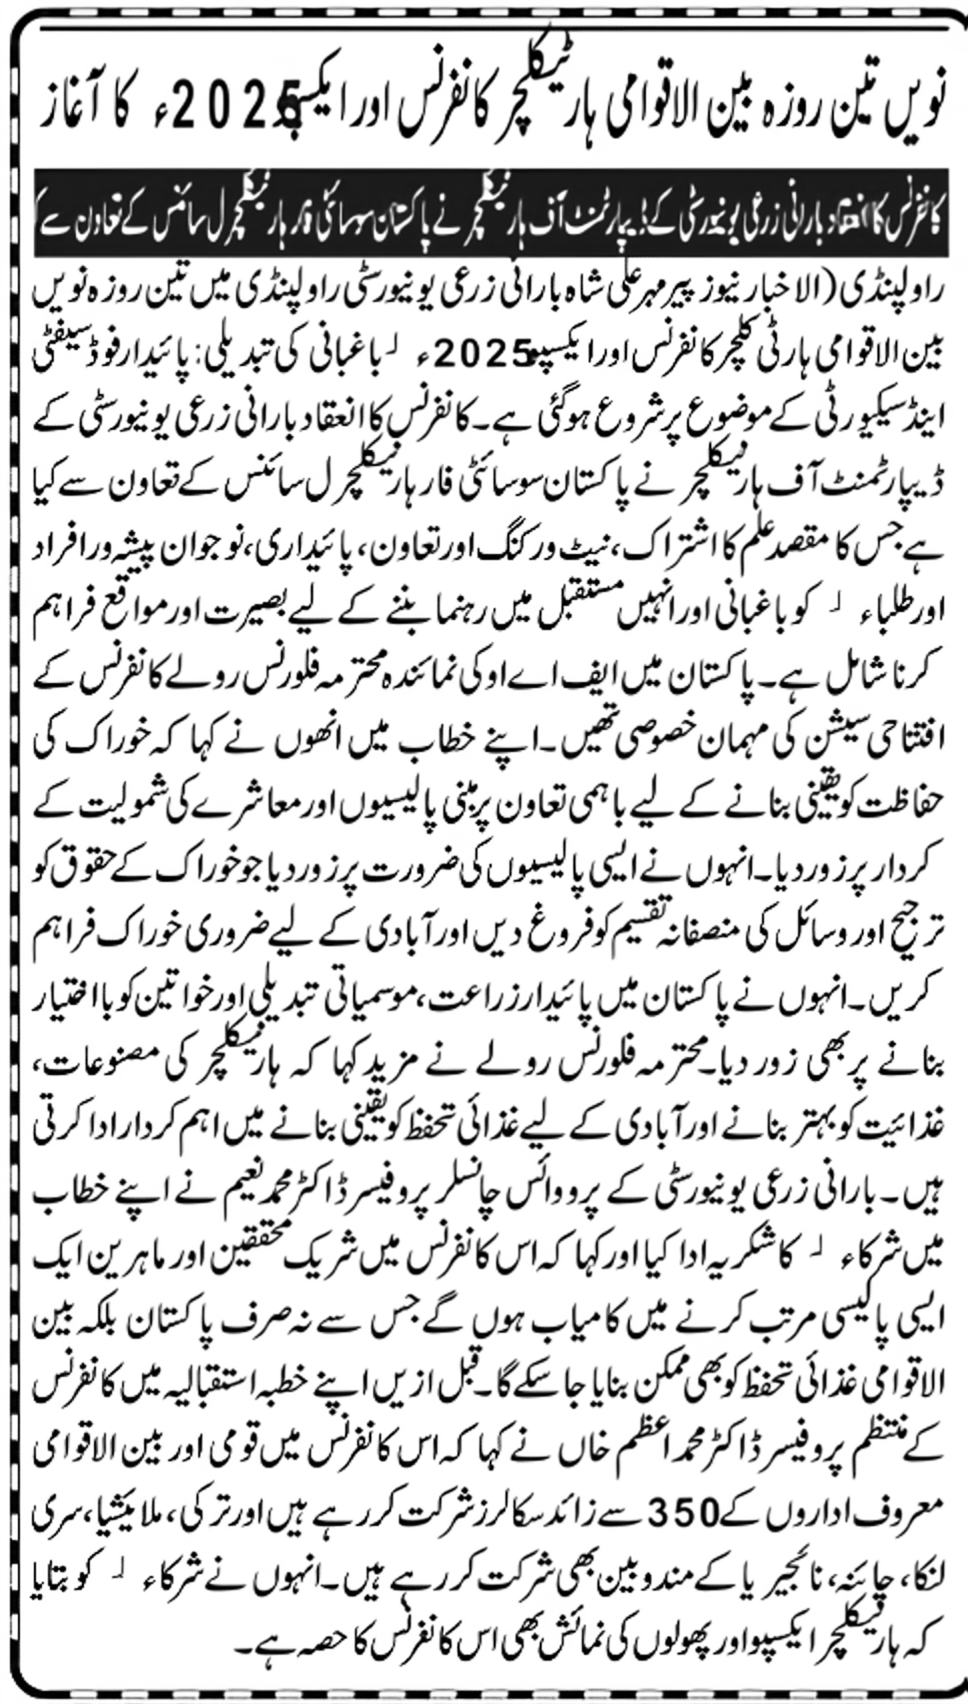 نویں تین روزہ بین الاقوامی ہارٹیکلچر کانفرنس اور ایکسپو2025ء کا آغاز
کانفرنس کا انعقاد بارانی زرعی یونیورسٹی کے ڈیپارٹمنٹ آف ہارٹیکلچر نے پاکستان سوسائٹی فار ہارٹیکلچرل سائنس کے تعاون سے کیا
راولپنڈی (الاخبار نیوز پیر مہر علی شاہ بارانی زرعی یونیورسٹی راولپنڈی میں تین روزہ نویں
بین الاقوامی ہارٹی کلچر کانفرنس اور ایکسپو2025ء لباغبانی کی تبدیلی: پائیدار فوڈ سیفٹی
اینڈ سیکیورٹی کے موضوع پر شروع ہوگئی ہے۔ کانفرنس کا انعقاد بارانی زرعی یونیورسٹی کے
ڈیپارٹمنٹ آف ہارٹیکلچر نے پاکستان سوسائٹی فار ہارٹیکلچرل سائنس کے تعاون سے کیا
ہے جس کا مقصد علم کا اشتراک، نیٹ ورکنگ اور تعاون، پائیداری، نوجوان پیشہ ور افراد
اور طلباء ل کو باغبانی اور انہیں مستقبل میں رہنما بننے کے لیے بصیرت اور مواقع فراہم
کرنا شامل ہے۔ پاکستان میں ایف اے او کی نمائندہ محترمہ فلورنس رولے کانفرنس کے
افتتاحی سیشن کی مہمان خصوصی تھیں۔ اپنے خطاب میں انھوں نے کہا کہ خوراک کی
حفاظت کو یقینی بنانے کے لیے باہمی تعاون پر مبنی پالیسیوں اور معاشرے کی شمولیت کے
کردار پر زور دیا۔ انہوں نے ایسی پالیسیوں کی ضرورت پر زور دیا جو خوراک کے حقوق کو
ترجیح اور وسائل کی منصفانہ تقسیم کو فروغ دیں اور آبادی کے لیے ضروری خوراک فراہم
کریں۔ انہوں نے پاکستان میں پائیدار زراعت، موسمیاتی تبدیلی اور خواتین کو بااختیار
بنانے پر بھی زور دیا۔ محترمہ فلورنس رولے نے مزید کہا کہ ہارٹیکلچر کی مصنوعات،
غذائیت کو بہتر بنانے اور آبادی کے لیے غذائی تحفظ کو یقینی بنانے میں اہم کردار ادا کرتی
ہیں۔ بارانی زرعی یونیورسٹی کے پرو وائس چانسلر پروفیسر ڈاکٹر محمد نعیم نے اپنے خطاب
میں شرکاء ل کا شکریہ ادا کیا اور کہا کہ اس کانفرنس میں شریک محققین اور ماہرین ایک
ایسی پالیسی مرتب کرنے میں کامیاب ہوں گے جس سے نہ صرف پاکستان بلکہ بین
الاقوامی غذائی تحفظ کو بھی ممکن بنایا جا سکے گا۔ قبل ازیں اپنے خطبہ استقبالیہ میں کانفرنس
کے منتظم پروفیسر ڈاکٹر محمد اعظم خاں نے کہا کہ اس کانفرنس میں قومی اور بین الاقوامی
معروف اداروں کے 350 سے زائد سکالرز شرکت کر رہے ہیں اور ترکی، ملائیشیا، سری
لنکا، چائنہ، نائجیریا کے مندوبین بھی شرکت کر رہے ہیں۔ انہوں نے شرکاء ل کو بتایا
کہ ہارٹیکلچر ایکسپو اور پھولوں کی نمائش بھی اس کانفرنس کا حصہ ہے۔